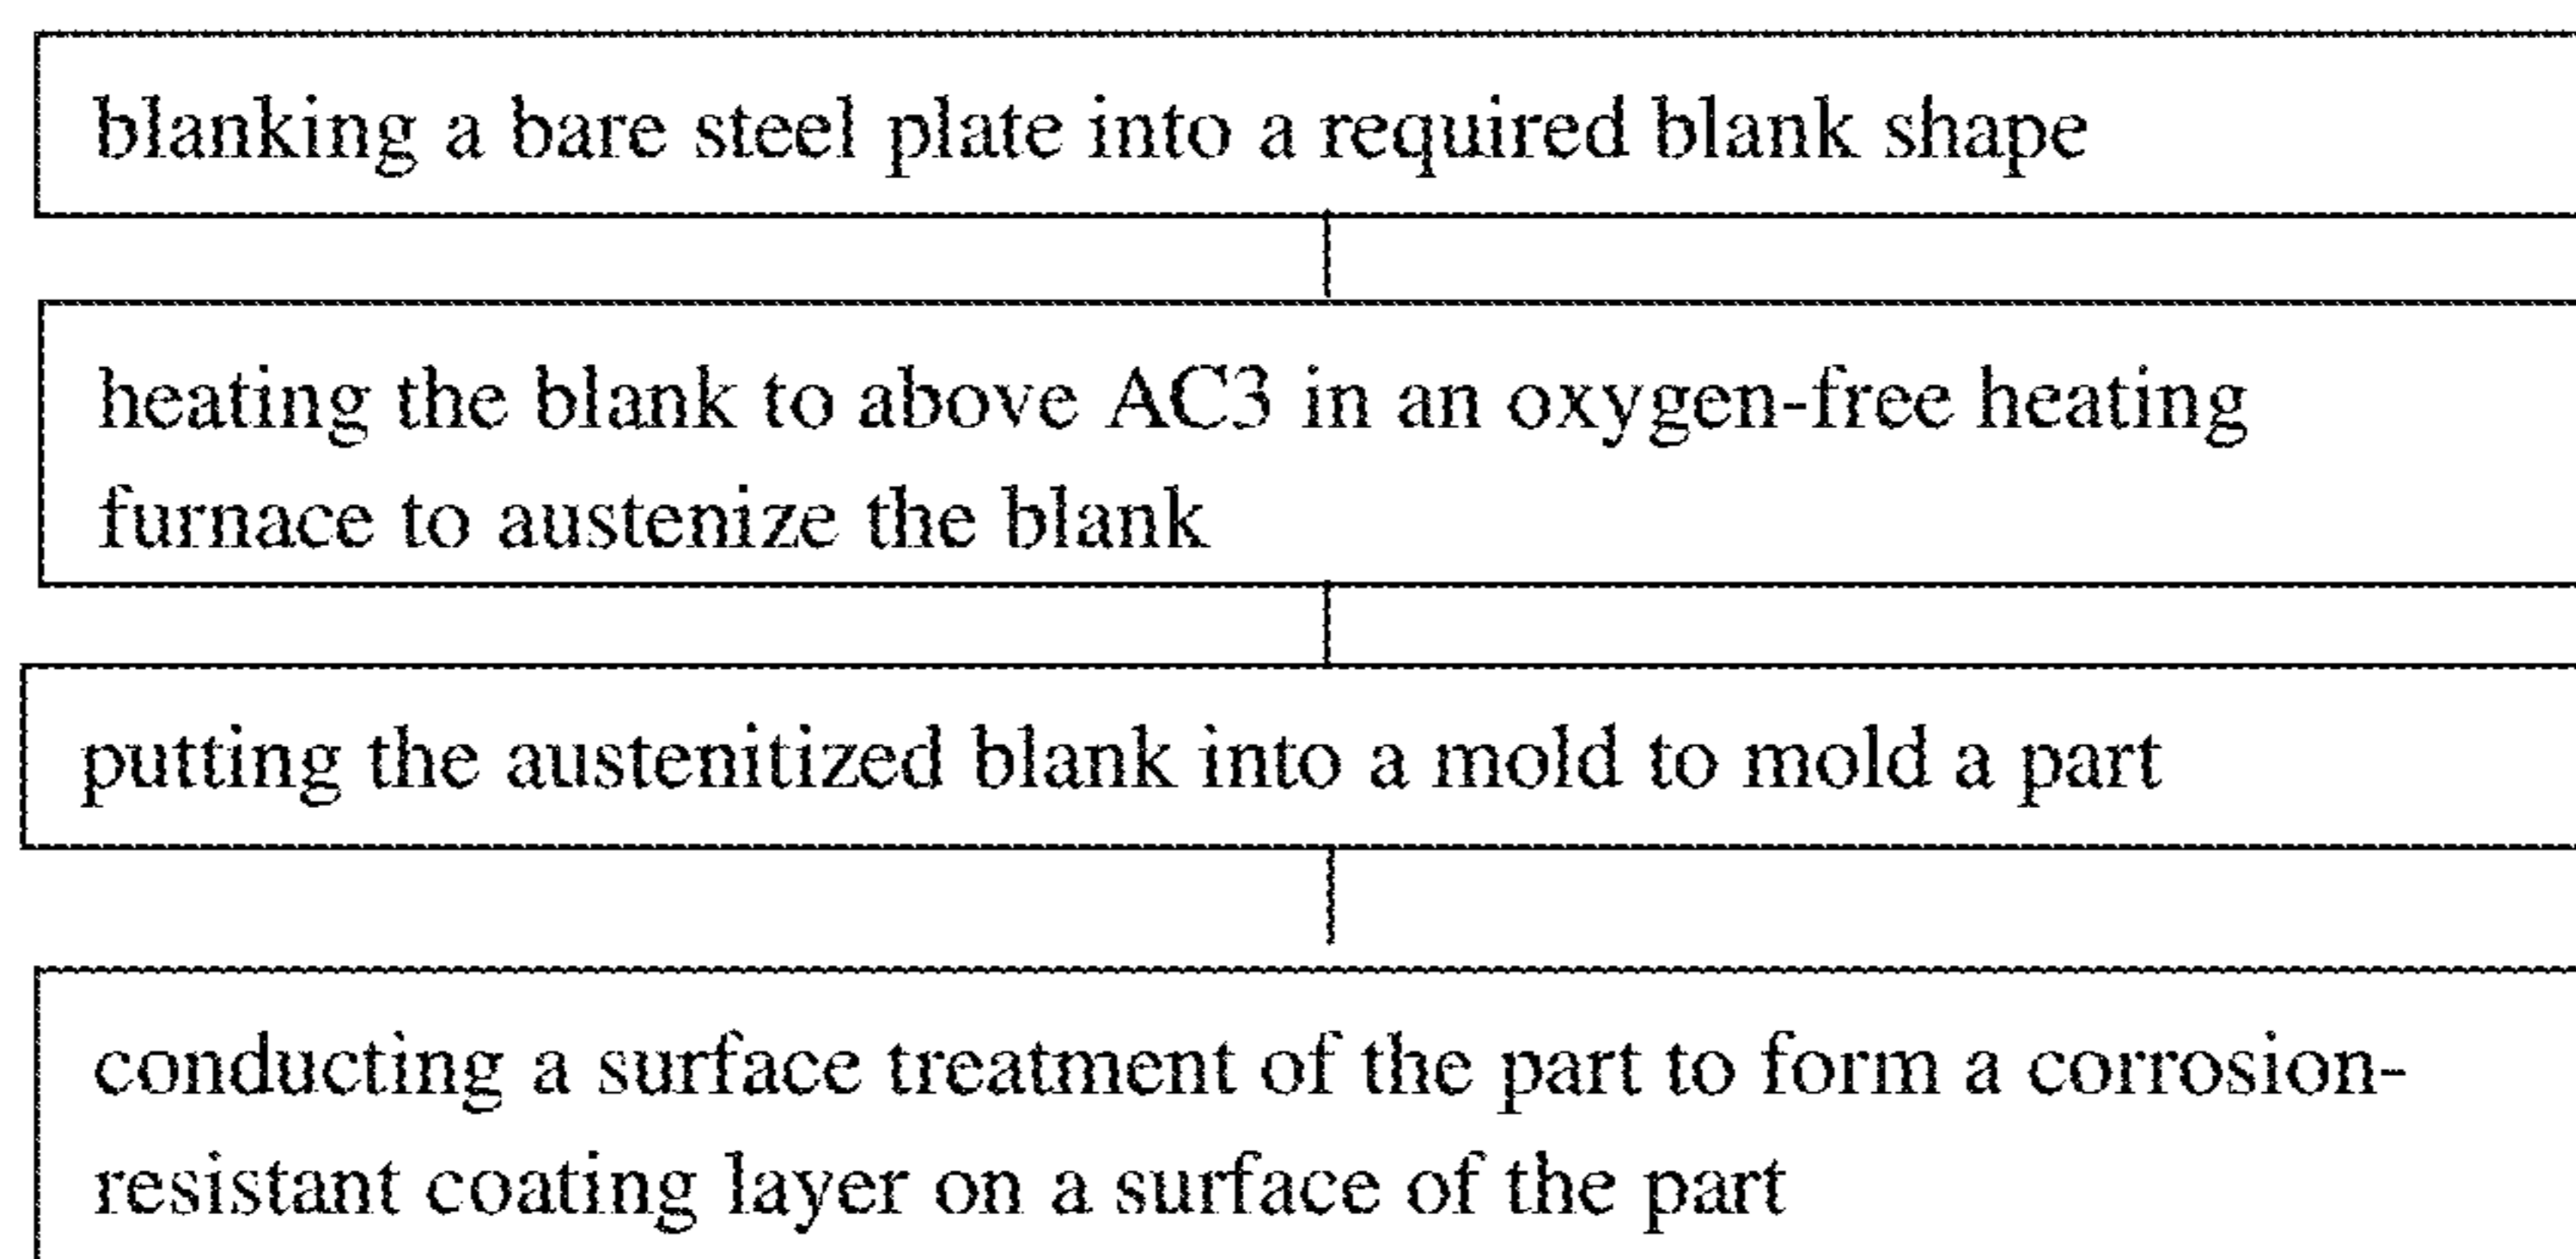 blanking a bare steel plate into a required blank shape
heating the blank to above AC3 in an oxygen-free heating
furnace to austenize the blank
putting the austenitized blank into a mold to mold a part
conducting a surface treatment of the part to form a corrosion-
resistant coating layer on a surface of the part